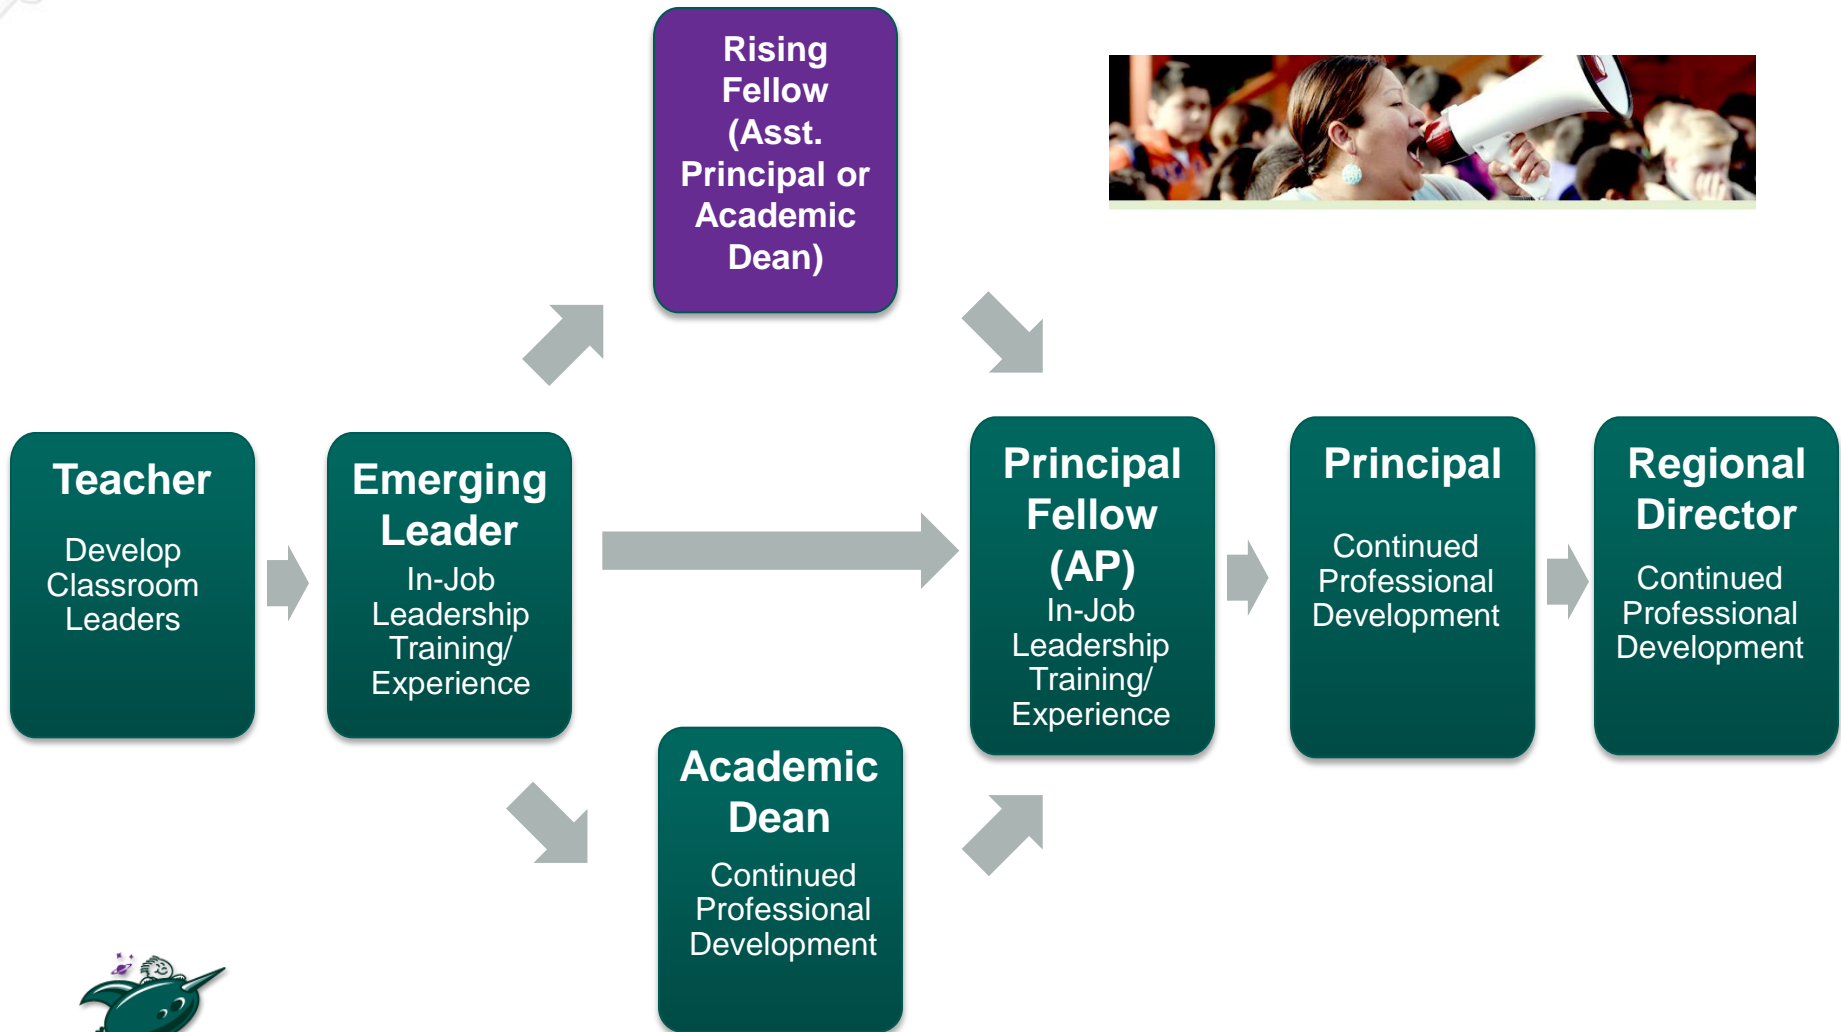 Rising
Fellow
(Asst.
Principal or
Academic
Dean)
Teacher
Develop
Classroom
Leaders
Emerging
Leader
In-Job
Leadership
Training/
Experience
Academic
Dean
Continued
Professional
Development
Principal
Fellow
(AP)
In-Job
Leadership
Training/
Experience
Principal
Continued
Professional
Development
Regional
Director
Continued
Professional
Development